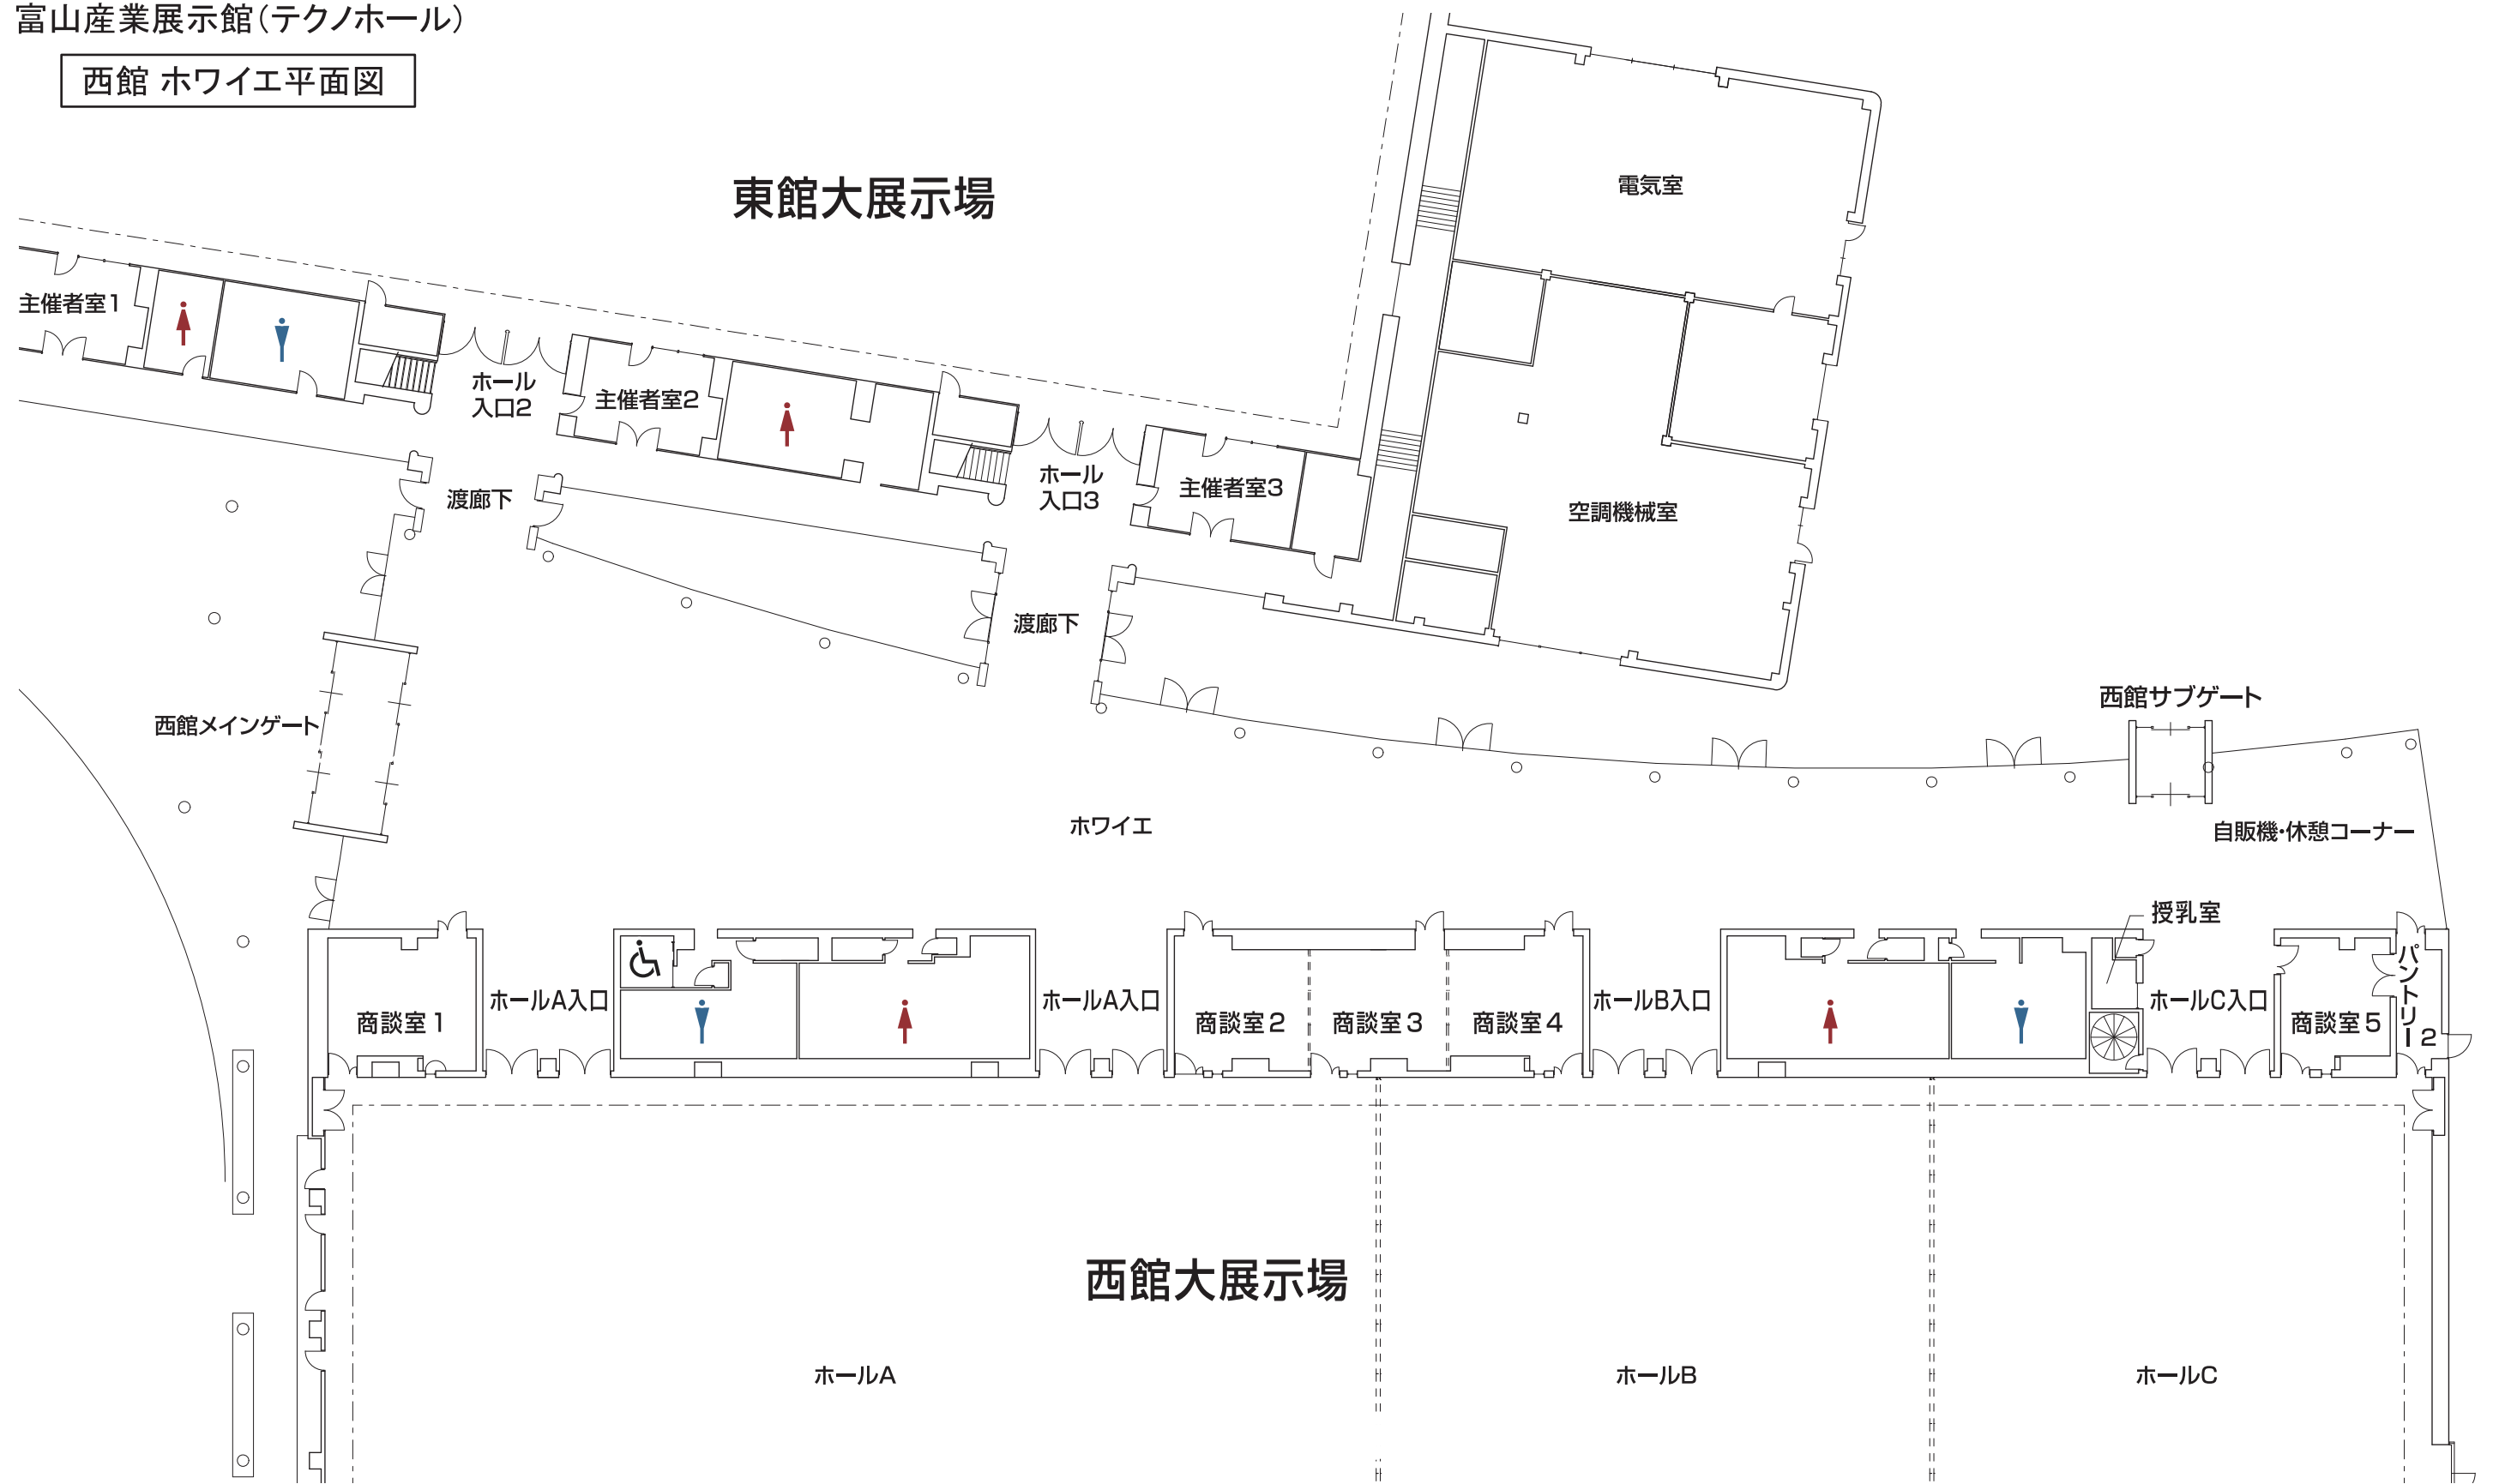 富山産業展示館(テクノホール)
西館 ホワイエ平面図
東館大展示場
電気室
主催者室1
ホール
入口2
主催者室2
ホール
入口3
主催者室3
空調機械室
渡廊下
渡廊下
西館メインゲート
西館サブゲート
ホワイエ
自販機・休憩コーナー
授乳室
商談室1
ホールA入口
ホールA入口
商談室2
商談室3
商談室4
ホールB入口
ホールC入口
商談室5
パントリー2
西館大展示場
ホールA
ホールB
ホールC